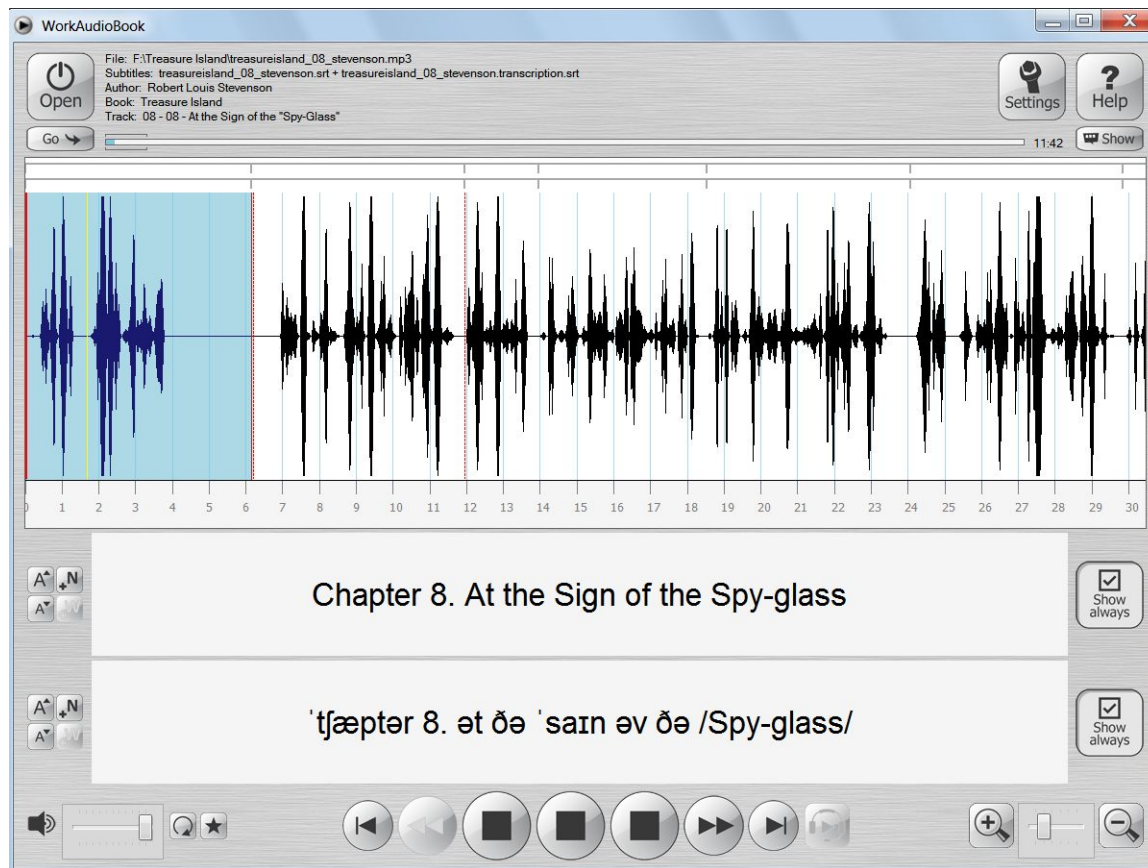 WorkAudioBook
File: F:\Treasure Island\treasureisland_08_stevenson.mp3
Subtitles: treasureisland_08_stevenson.srt + treasureisland_08_stevenson.transcription.srt
Author: Robert Louis Stevenson
Book: Treasure Island
Track: 08 - 08 - At the Sign of the "Spy-Glass"
Open
Settings
? Help
Go
11:42
Show
0 1 2 3 4 5 6 7 8 9 10 11 12 13 14 15 16 17 18 19 20 21 22 23 24 25 26 27 28 29 30
A +N
A W
Chapter 8. At the Sign of the Spy-glass
Show always
A +N
A W
ˈtʃæptər 8. ət ðə ˈsaɪn əv ðə /Spy-glass/
Show always